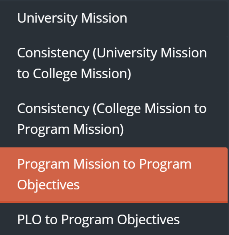 University Mission
Consistency (University Mission
to College Mission)
Consistency (College Mission to
Program Mission)
Program Mission to Program
Objectives
PLO to Program Objectives